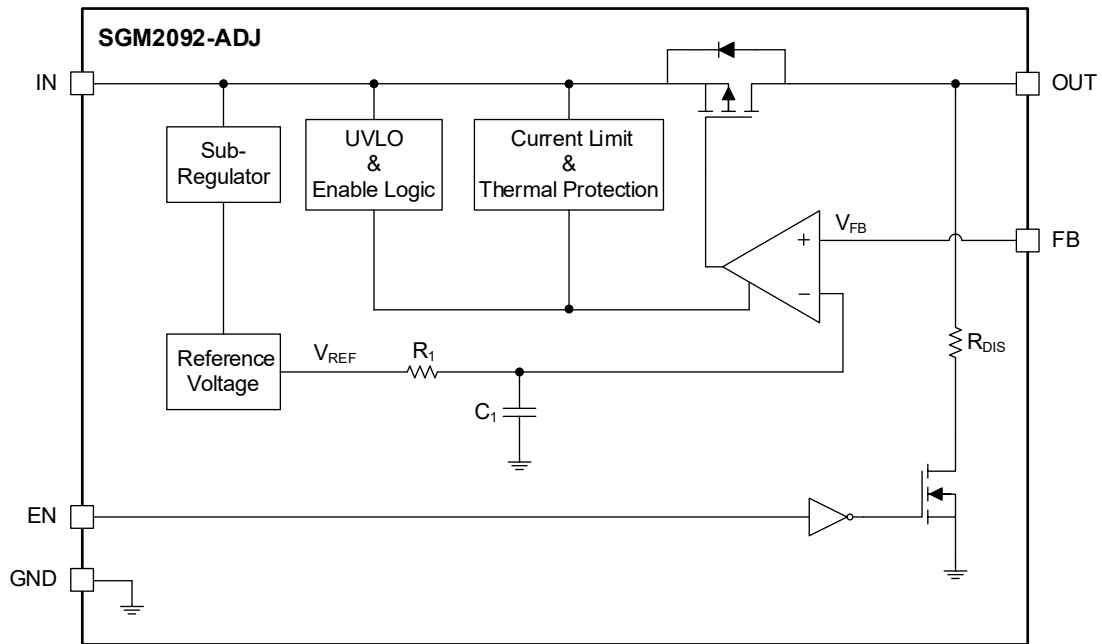 SGM2092-ADJ
IN
OUT
Sub-
Regulator
UVLO
&
Enable Logic
Current Limit
&
Thermal Protection
+
V_FB
FB
−
R_DIS
Reference
Voltage
V_REF
R_1
C_1
EN
GND